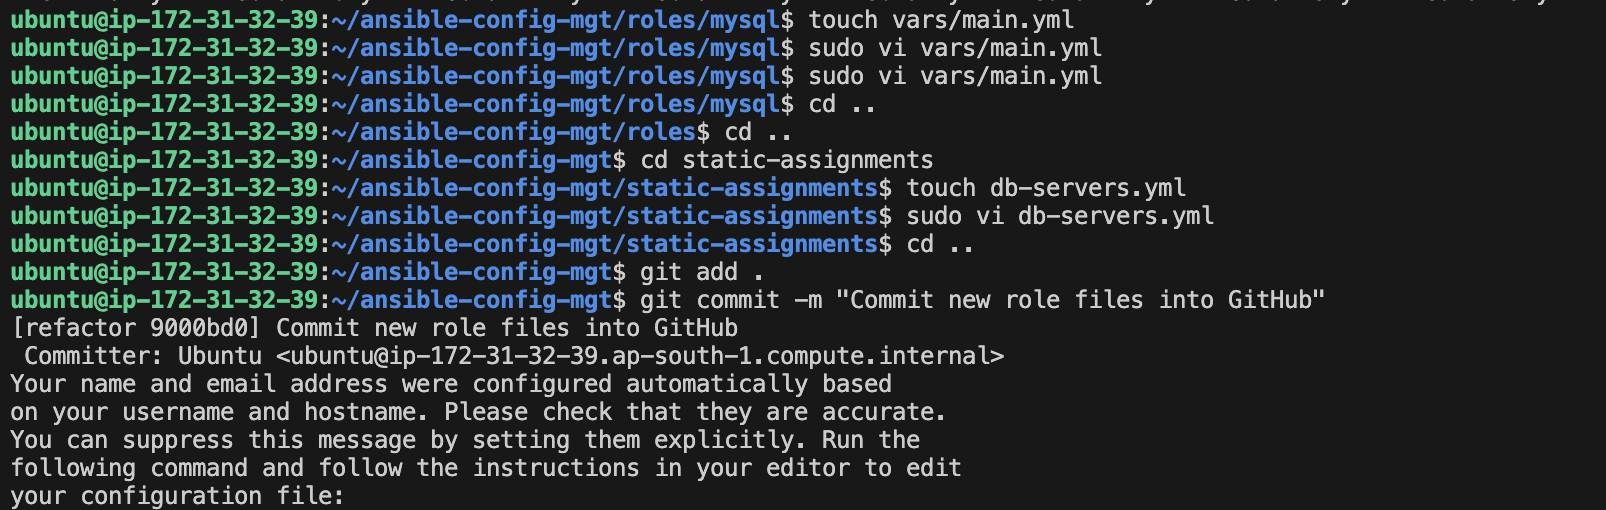 ubuntu@ip-172-31-32-39:~/ansible-config-mgt/roles/mysql$ touch vars/main.yml
ubuntu@ip-172-31-32-39:~/ansible-config-mgt/roles/mysql$ sudo vi vars/main.yml
ubuntu@ip-172-31-32-39:~/ansible-config-mgt/roles/mysql$ sudo vi vars/main.yml
ubuntu@ip-172-31-32-39:~/ansible-config-mgt/roles/mysql$ cd ..
ubuntu@ip-172-31-32-39:~/ansible-config-mgt/roles$ cd ..
ubuntu@ip-172-31-32-39:~/ansible-config-mgt$ cd static-assignments
ubuntu@ip-172-31-32-39:~/ansible-config-mgt/static-assignments$ touch db-servers.yml
ubuntu@ip-172-31-32-39:~/ansible-config-mgt/static-assignments$ sudo vi db-servers.yml
ubuntu@ip-172-31-32-39:~/ansible-config-mgt/static-assignments$ cd ..
ubuntu@ip-172-31-32-39:~/ansible-config-mgt$ git add .
ubuntu@ip-172-31-32-39:~/ansible-config-mgt$ git commit -m "Commit new role files into GitHub"
[refactor 9000bd0] Commit new role files into GitHub
 Committer: Ubuntu <ubuntu@ip-172-31-32-39.ap-south-1.compute.internal>
Your name and email address were configured automatically based
on your username and hostname. Please check that they are accurate.
You can suppress this message by setting them explicitly. Run the
following command and follow the instructions in your editor to edit
your configuration file: